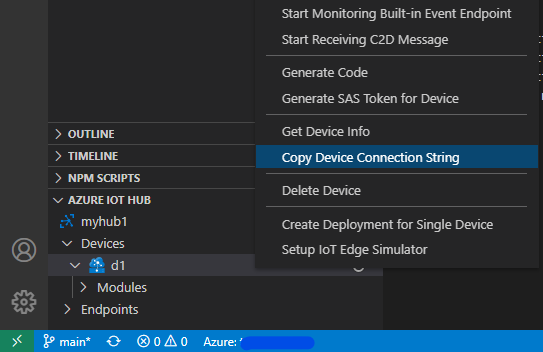 Start Monitoring Built-in Event Endpoint
Start Receiving C2D Message
Generate Code
Generate SAS Token for Device
Get Device Info
Copy Device Connection String
Delete Device
Create Deployment for Single Device
Setup IoT Edge Simulator
OUTLINE
TIMELINE
NPM SCRIPTS
AZURE IOT HUB
myhub1
Devices
d1
Modules
Endpoints
main* 0 0 Azure: